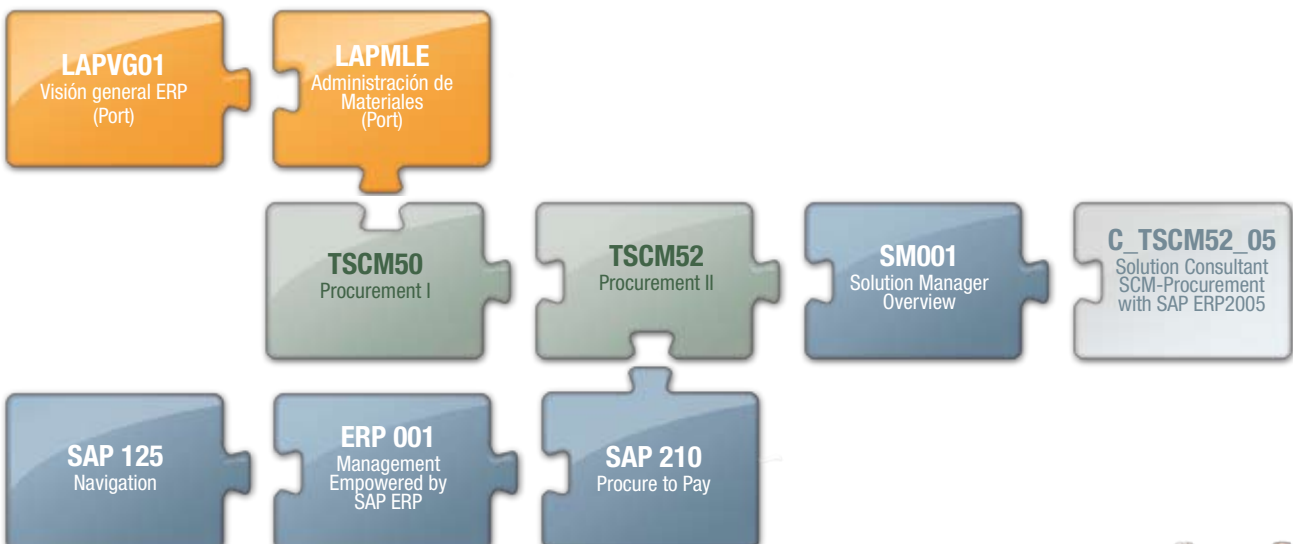 LAPVG01
Visión general ERP
(Port)
LAPMLE
Administración de
Materiales
(Port)
TSCM50
Procurement I
TSCM52
Procurement II
SM001
Solution Manager
Overview
C_TSCM52_05
Solution Consultant
SCM-Procurement
with SAP ERP2005
SAP 125
Navigation
ERP 001
Management
Empowered by
SAP ERP
SAP 210
Procure to Pay